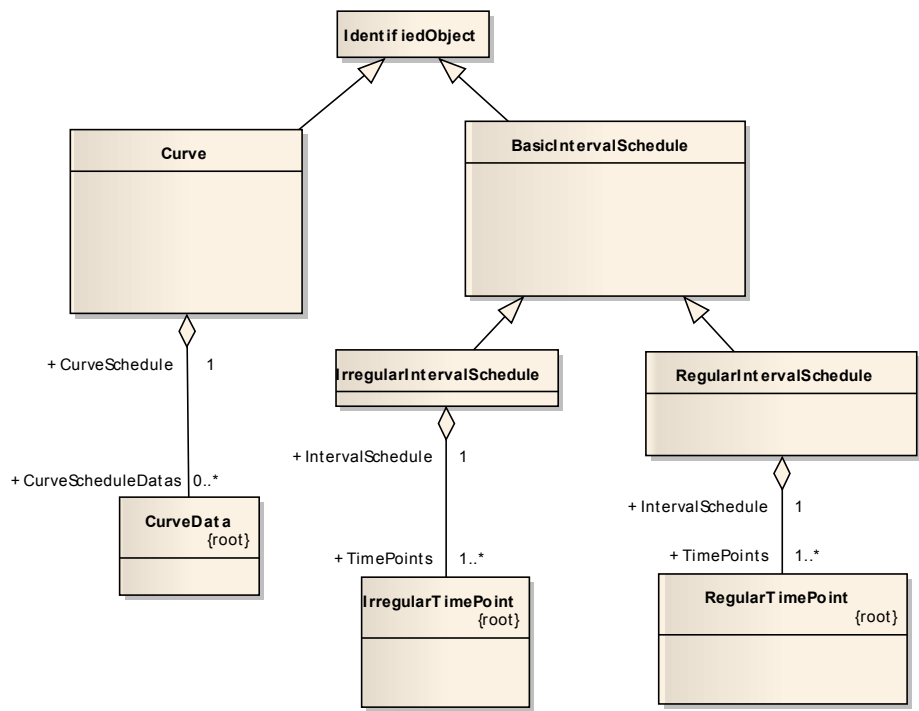 IdentifiedObject
Curve
BasicIntervalSchedule
+ CurveSchedule 1
IrregularIntervalSchedule
RegularIntervalSchedule
+ IntervalSchedule 1
+ CurveScheduleDatas 0..*
+ IntervalSchedule 1
CurveData
{root}
+ TimePoints 1..*
+ TimePoints 1..*
IrregularTimePoint
{root}
RegularTimePoint
{root}